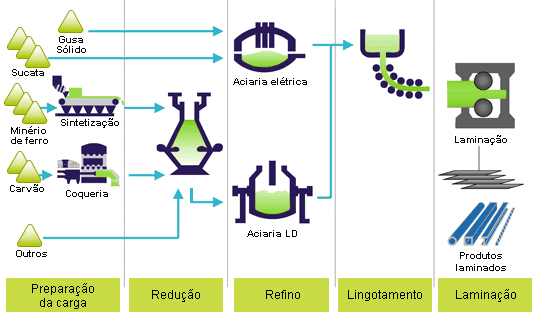 Gusa
Sólido
Sucata
Aciaria elétrica
Minério
de ferro
Sintetização
Laminação
Carvão
Coqueria
Aciaria LD
Outros
Produtos
laminados
Preparação
da carga
Redução
Refino
Lingotamento
Laminação